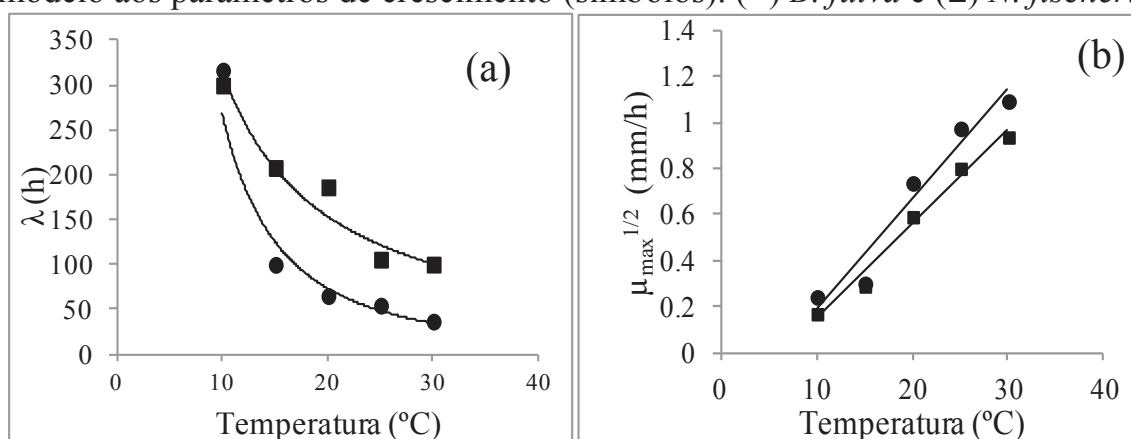 modelo aos parâmetros de crescimento (símbolos): (●) B. fulva e (■) N. fischeri
(a)
350
300
250
200
150
100
50
0
λ (h)
0 10 20 30 40
Temperatura (ºC)
(b)
1.4
1.2
1
0.8
0.6
0.4
0.2
0
μmax1/2 (mm/h)
0 10 20 30 40
Temperatura (ºC)